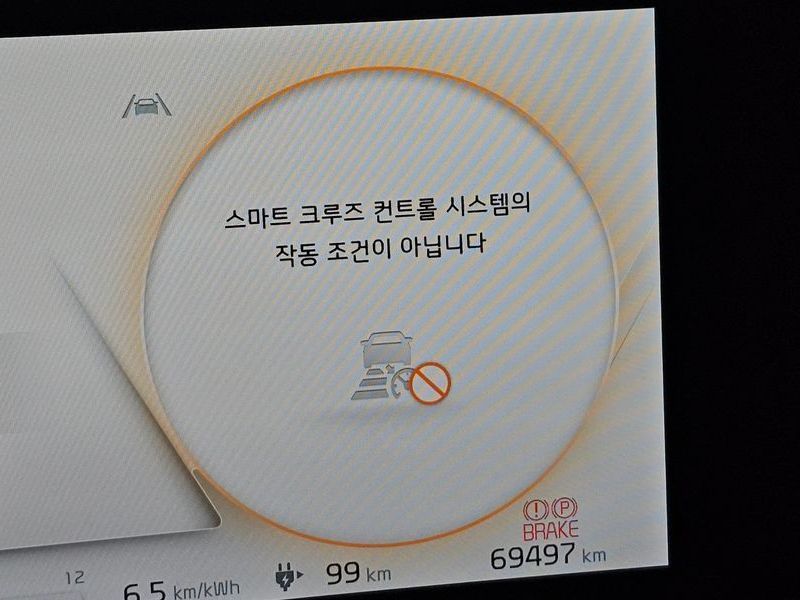 스마트 크루즈 컨트롤 시스템의
작동 조건이 아닙니다
(!) (P)
BRAKE
12
6.5 km/kWh
99 km
69497 km